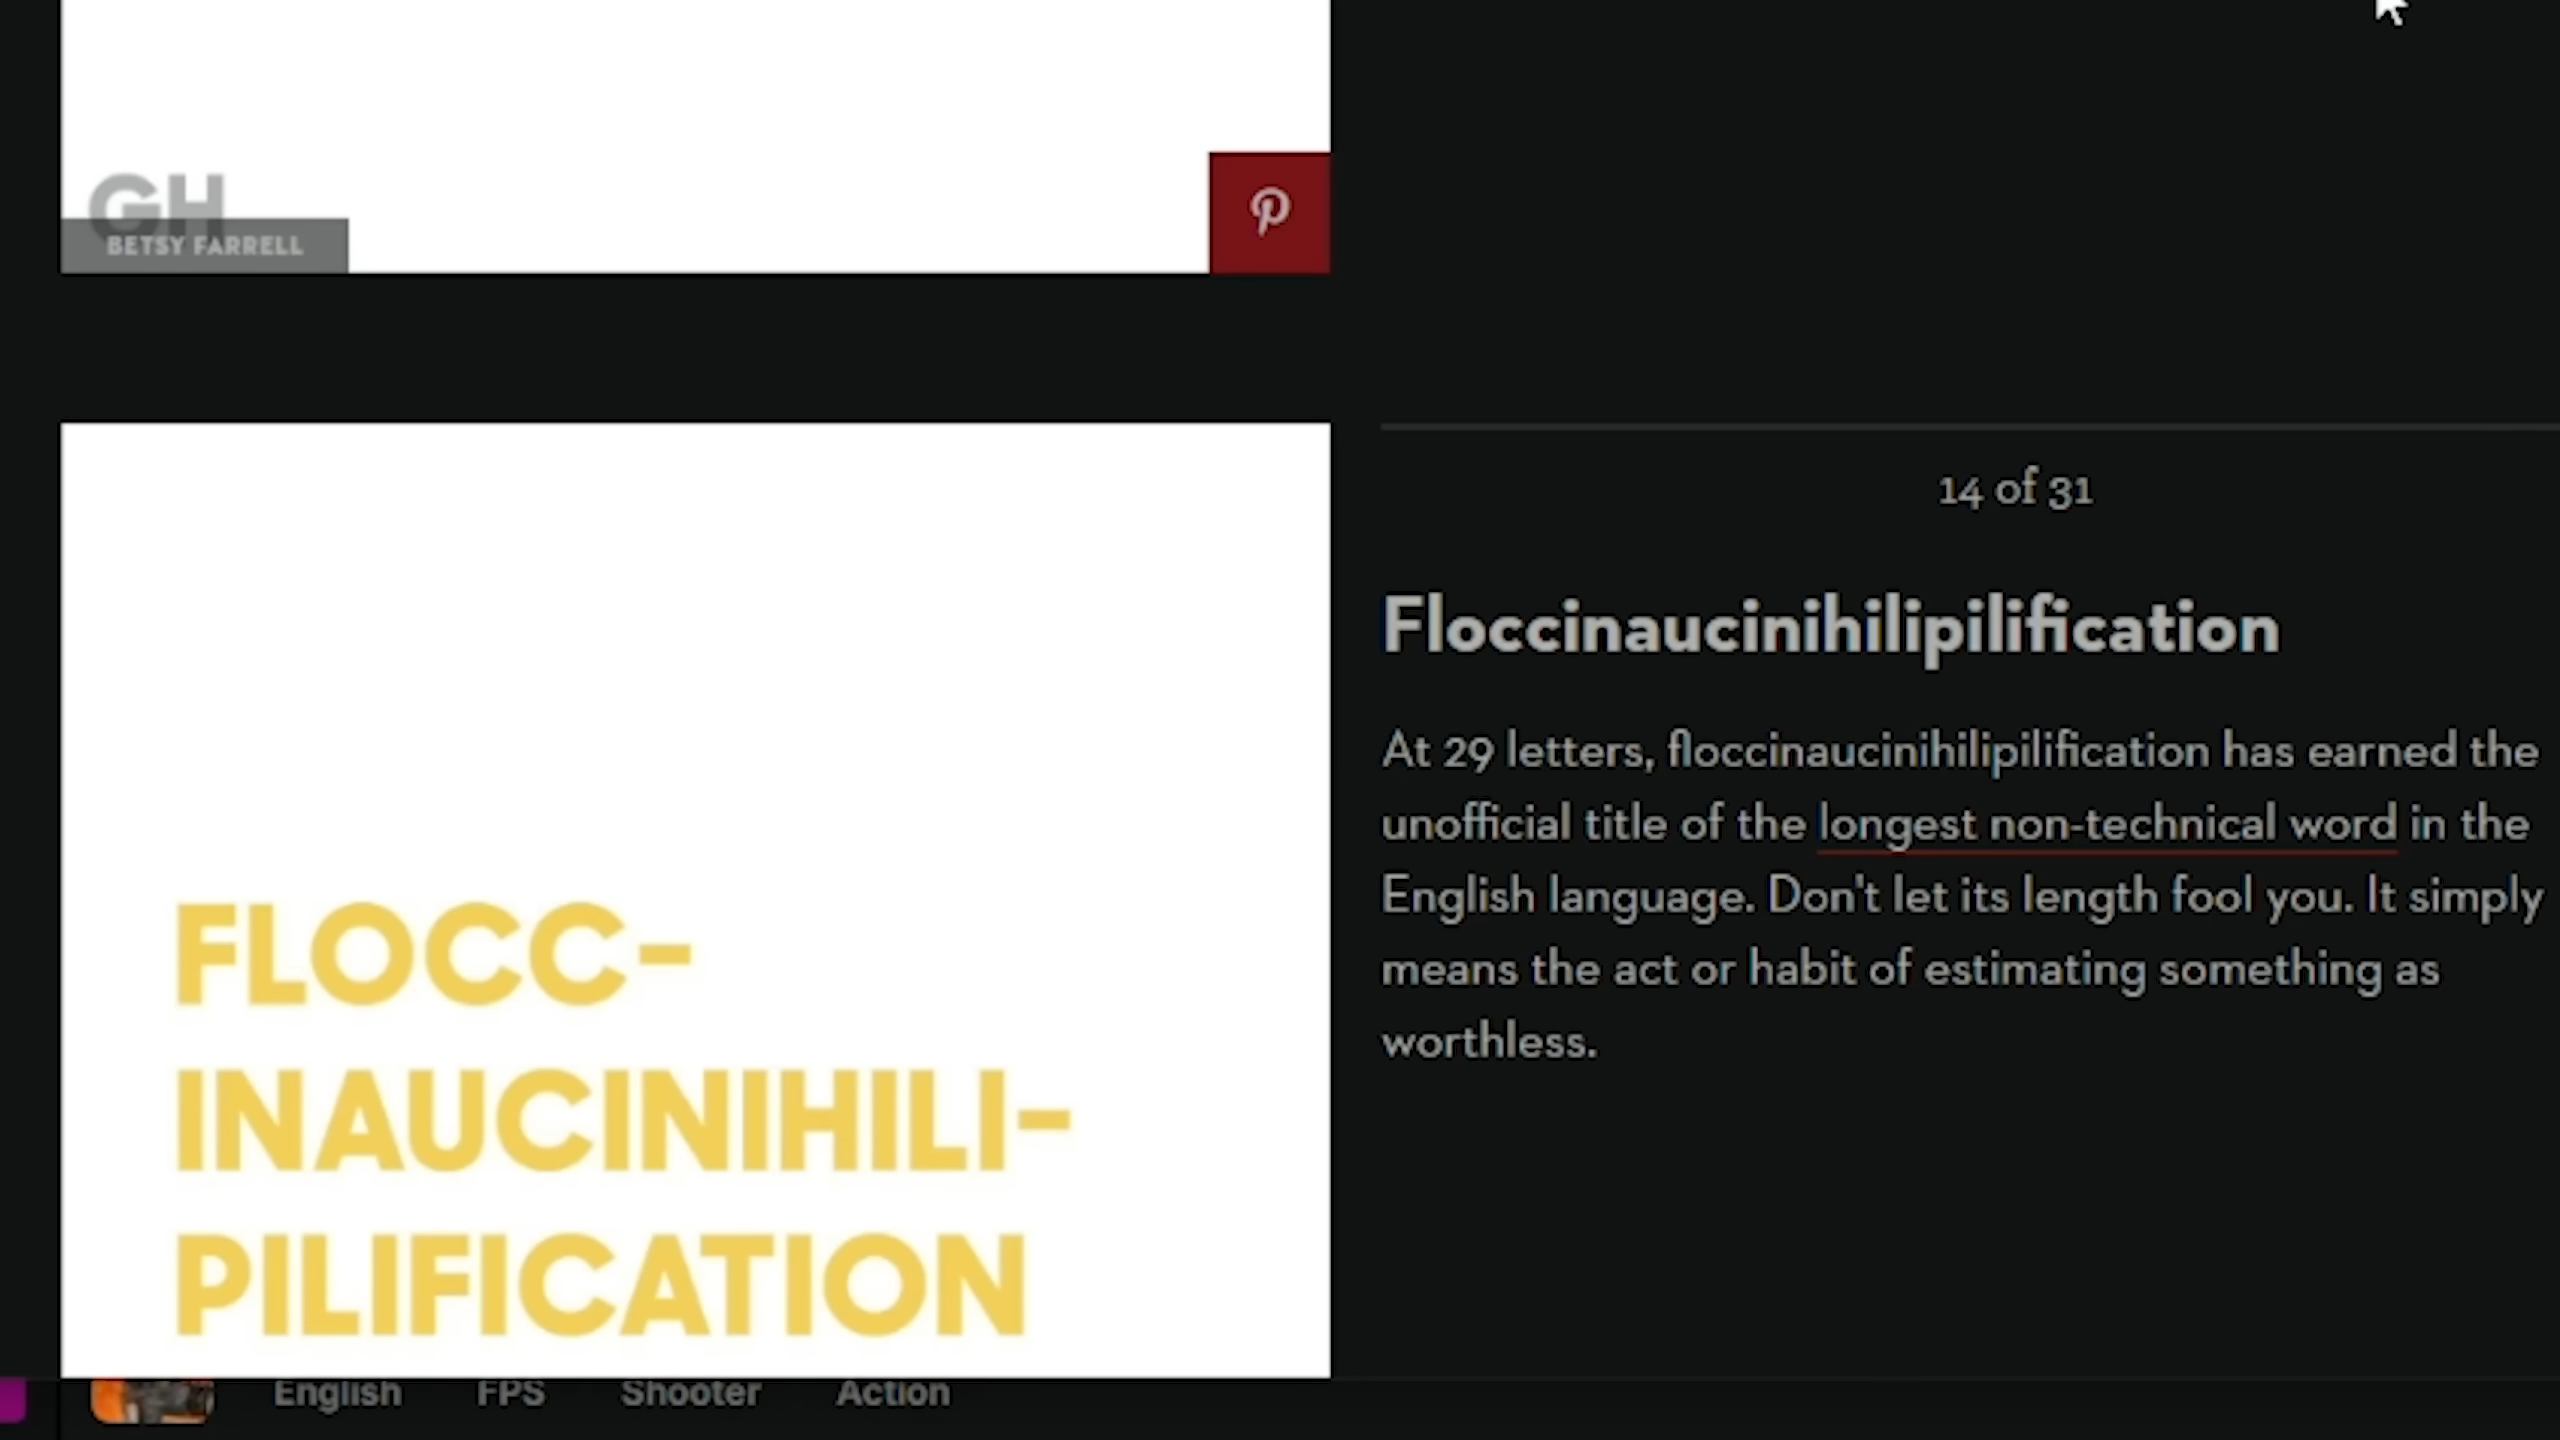 GH
BETSY FARRELL
14 of 31
Floccinaucinihilipilification
At 29 letters, floccinaucinihilipilification has earned the
unofficial title of the longest non-technical word in the
English language. Don't let its length fool you. It simply
means the act or habit of estimating something as
worthless.
FLOCC-
INAUCINIHILI-
PILIFICATION
English FPS Shooter Action